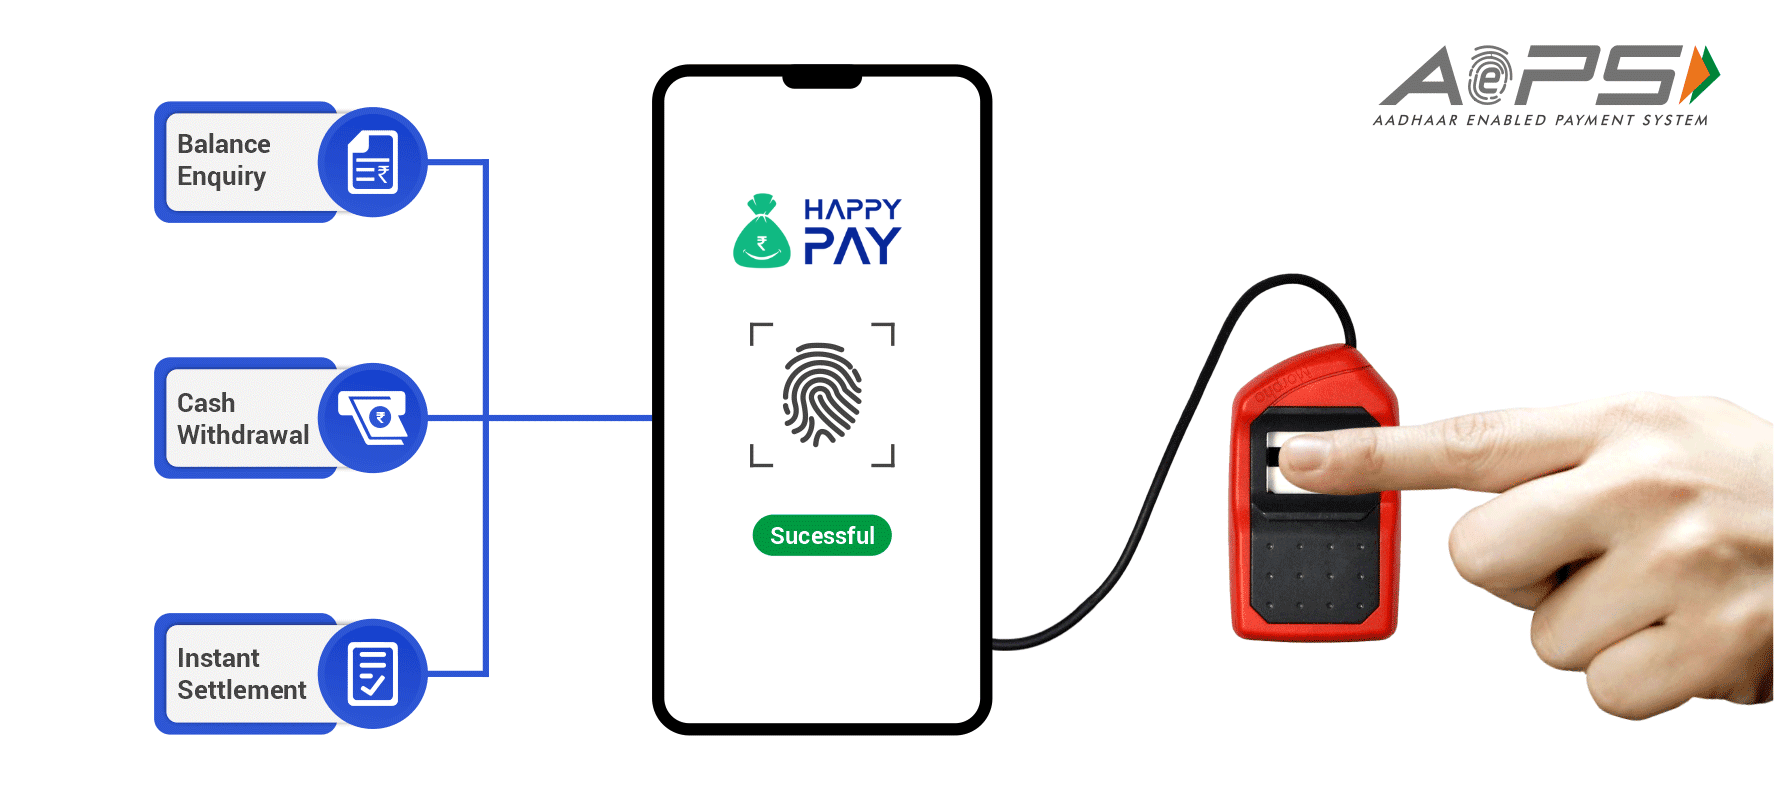 AePS
AADHAAR ENABLED PAYMENT SYSTEM
Balance
Enquiry
₹
Cash
Withdrawal
₹
Instant
Settlement
₹
HAPPY
PAY
Sucessful
Morpho